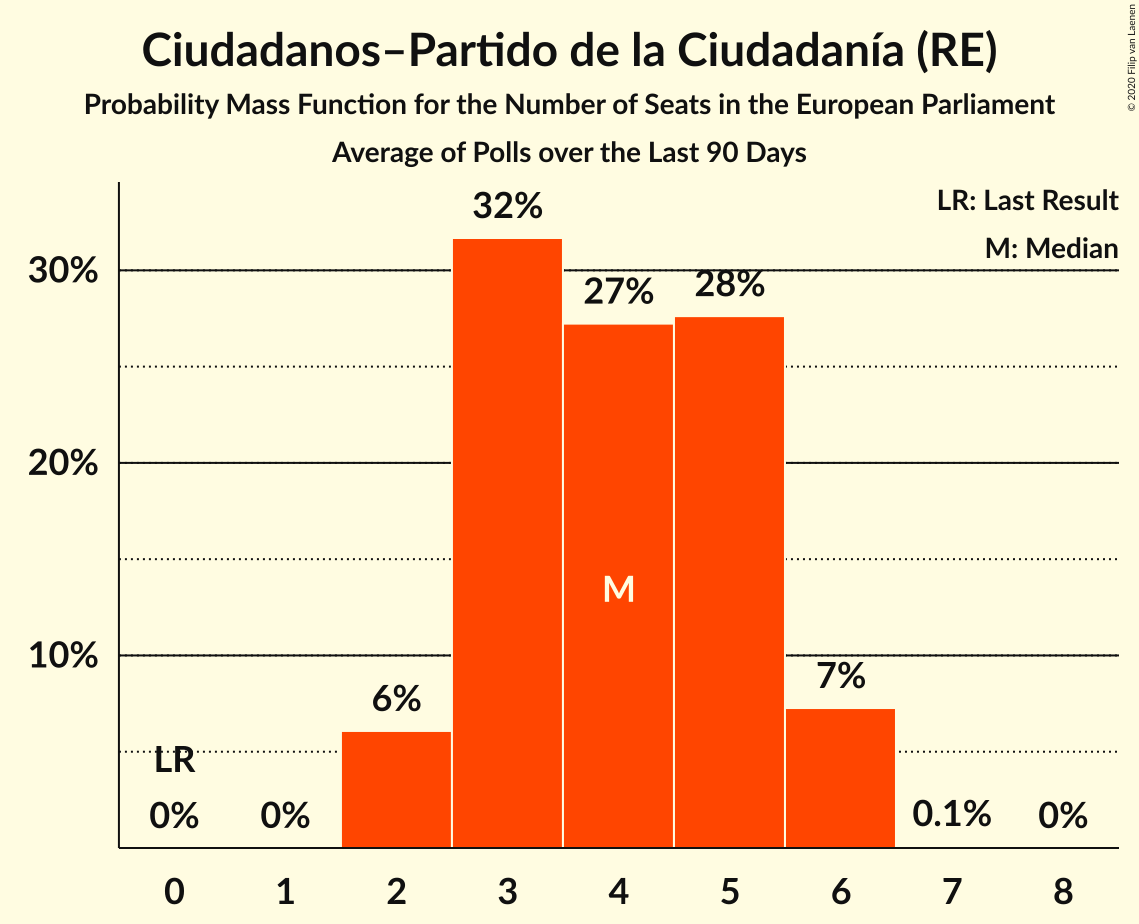 Ciudadanos–Partido de la Ciudadanía (RE)
Probability Mass Function for the Number of Seats in the European Parliament
Average of Polls over the Last 90 Days
© 2020 Filip van Laenen
LR: Last Result
M: Median
30%
20%
10%
32%
27%
28%
M
6%
7%
LR
0%
0%
0.1%
0%
0 1 2 3 4 5 6 7 8